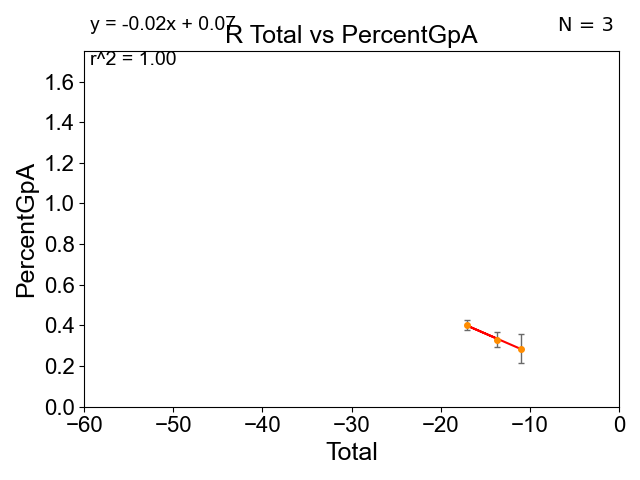 y = -0.02x + 0.07
N = 3
R Total vs PercentGpA
r^2 = 1.00
PercentGpA
1.6
1.4
1.2
1.0
0.8
0.6
0.4
0.2
0.0
−60 −50 −40 −30 −20 −10 0
Total